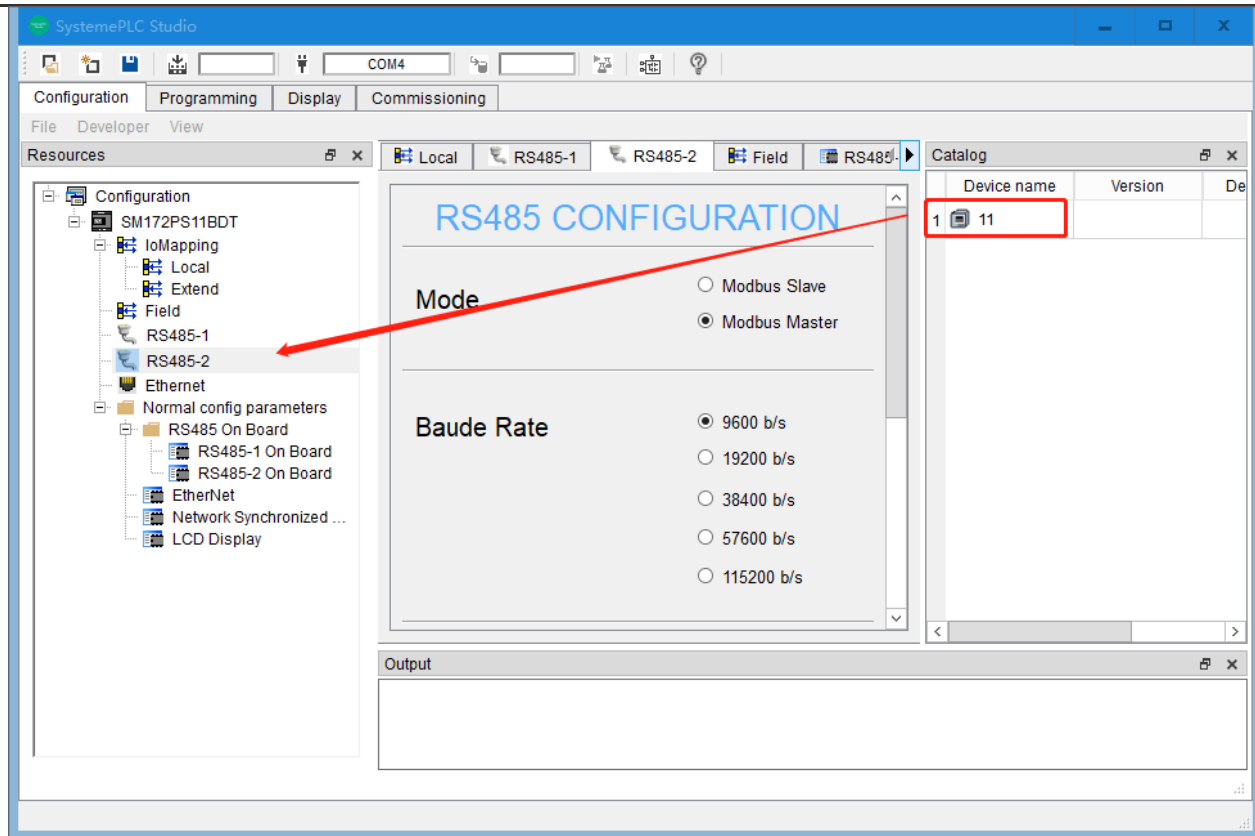 SystemePLC Studio
COM4
Configuration Programming Display Commissioning
File Developer View
Resources
Configuration
SM172PS11BDT
IoMapping
Local
Extend
Field
RS485-1
RS485-2
Ethernet
Normal config parameters
RS485 On Board
RS485-1 On Board
RS485-2 On Board
EtherNet
Network Synchronized ...
LCD Display
Local RS485-1 RS485-2 Field RS485-
RS485 CONFIGURATION
Mode
Modbus Slave
Modbus Master
Baude Rate
9600 b/s
19200 b/s
38400 b/s
57600 b/s
115200 b/s
Catalog
Device name Version De
1 11
Output